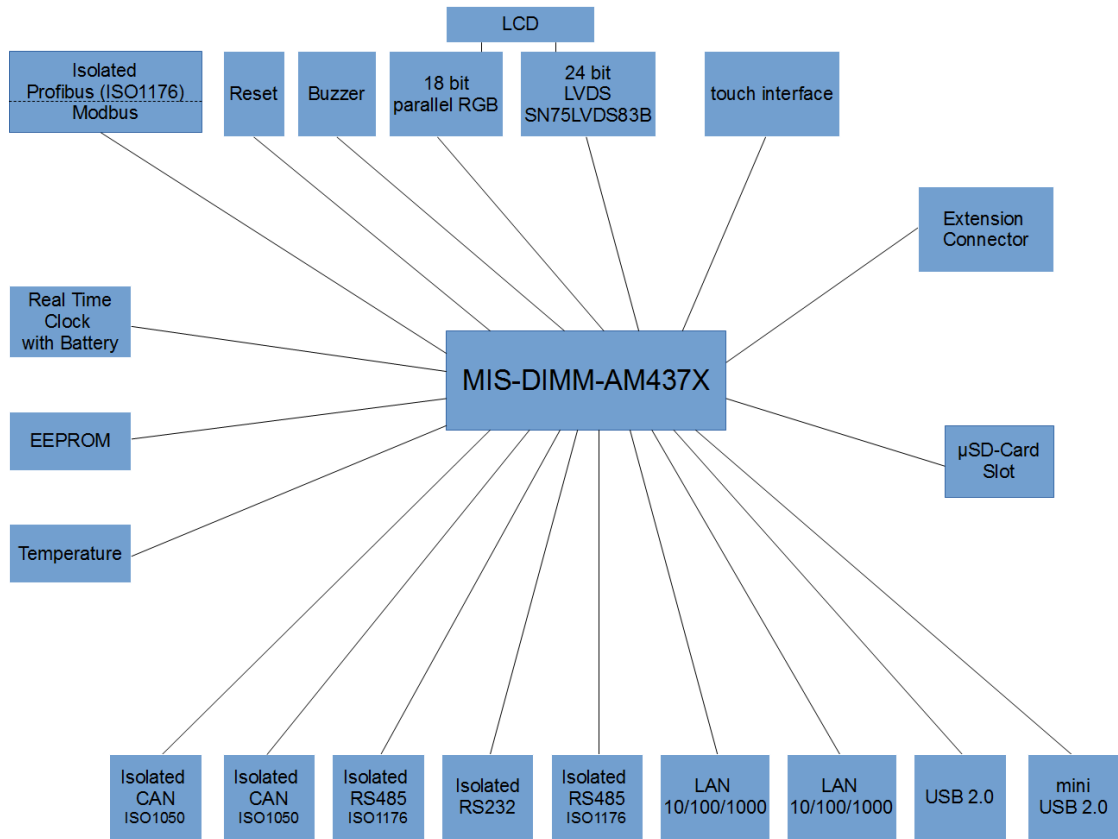 LCD
Isolated
Profibus (ISO1176)
Modbus
Reset
Buzzer
18 bit
parallel RGB
24 bit
LVDS
SN75LVDS83B
touch interface
Extension
Connector
Real Time
Clock
with Battery
MIS-DIMM-AM437X
EEPROM
µSD-Card
Slot
Temperature
Isolated
CAN
ISO1050
Isolated
CAN
ISO1050
Isolated
RS485
ISO1176
Isolated
RS232
Isolated
RS485
ISO1176
LAN
10/100/1000
LAN
10/100/1000
USB 2.0
mini
USB 2.0